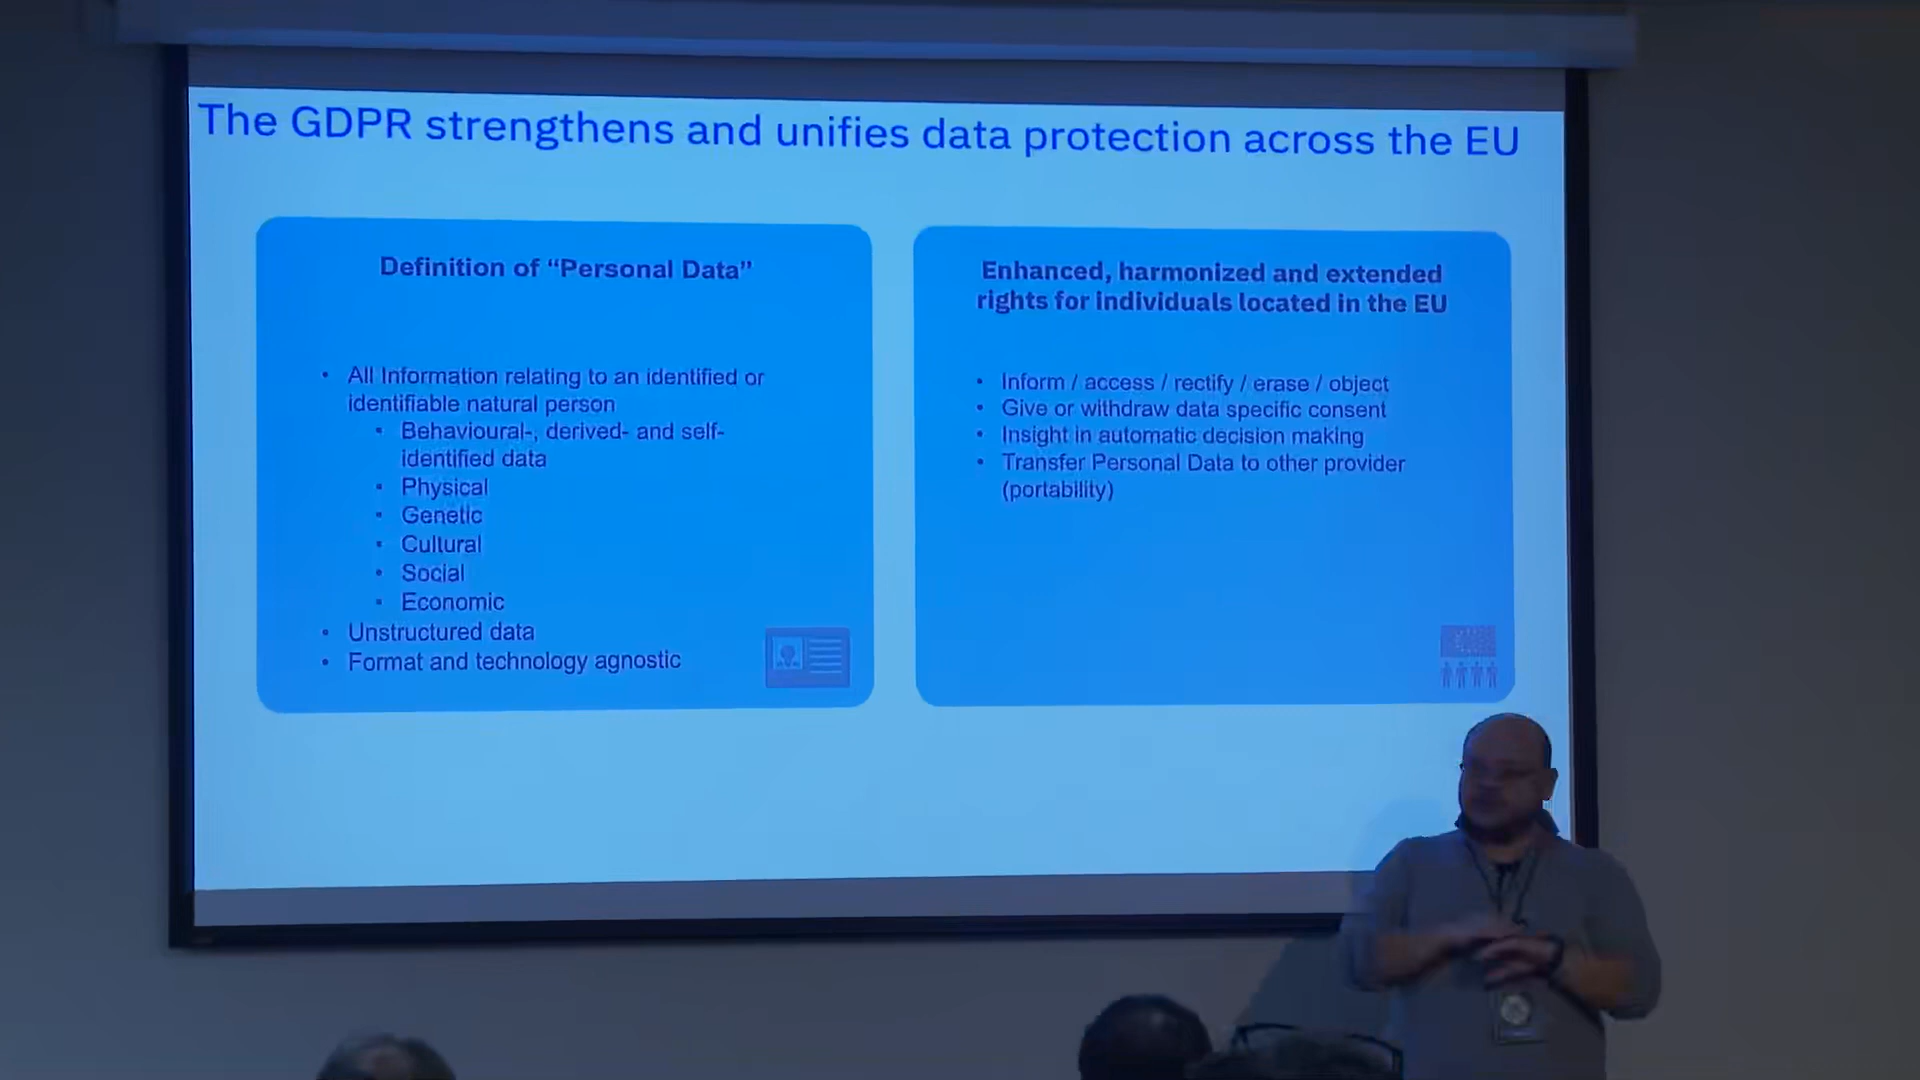 The GDPR strengthens and unifies data protection across the EU
Definition of “Personal Data”
• All Information relating to an identified or
identifiable natural person
• Behavioural-, derived- and self-
identified data
• Physical
• Genetic
• Cultural
• Social
• Economic
• Unstructured data
• Format and technology agnostic
Enhanced, harmonized and extended
rights for individuals located in the EU
• Inform / access / rectify / erase / object
• Give or withdraw data specific consent
• Insight in automatic decision making
• Transfer Personal Data to other provider
(portability)